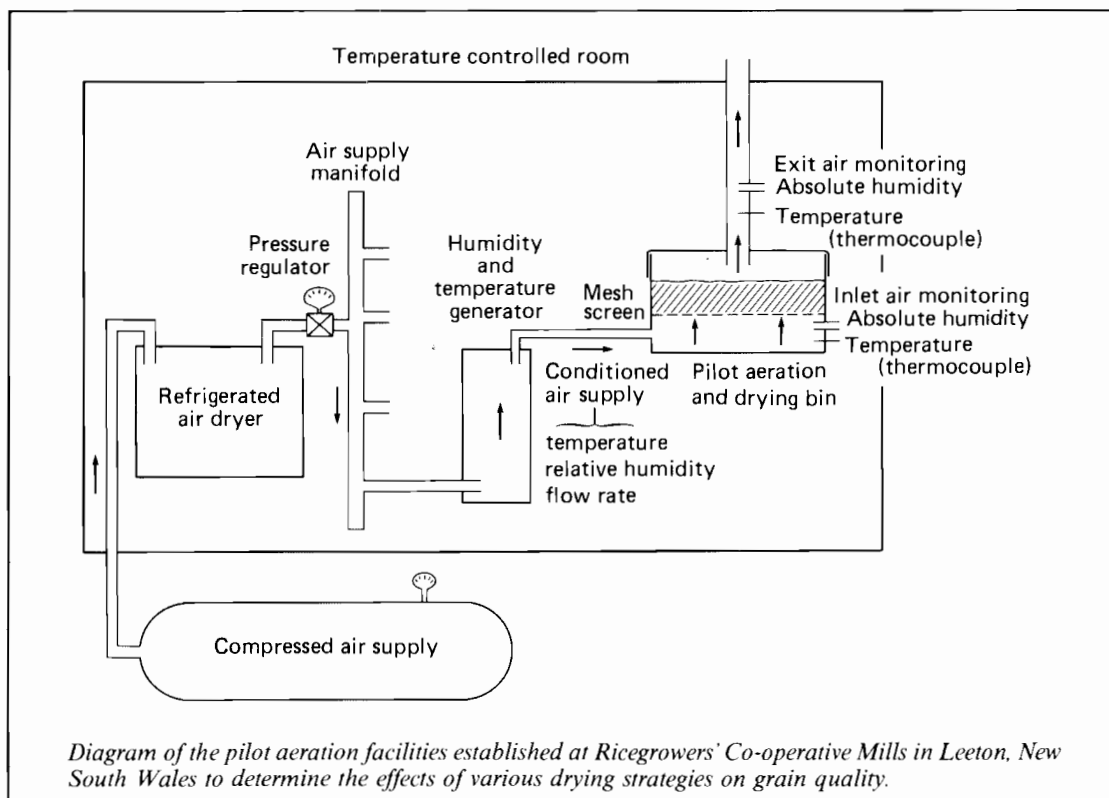 Temperature controlled room
Air supply
manifold
Pressure
regulator
Humidity
and
temperature
generator
Mesh
screen
Exit air monitoring
Absolute humidity
Temperature
(thermocouple)
Inlet air monitoring
Absolute humidity
Temperature
(thermocouple)
Refrigerated
air dryer
Conditioned
air supply
temperature
relative humidity
flow rate
Pilot aeration
and drying bin
Compressed air supply
Diagram of the pilot aeration facilities established at Ricegrowers' Co-operative Mills in Leeton, New
South Wales to determine the effects of various drying strategies on grain quality.